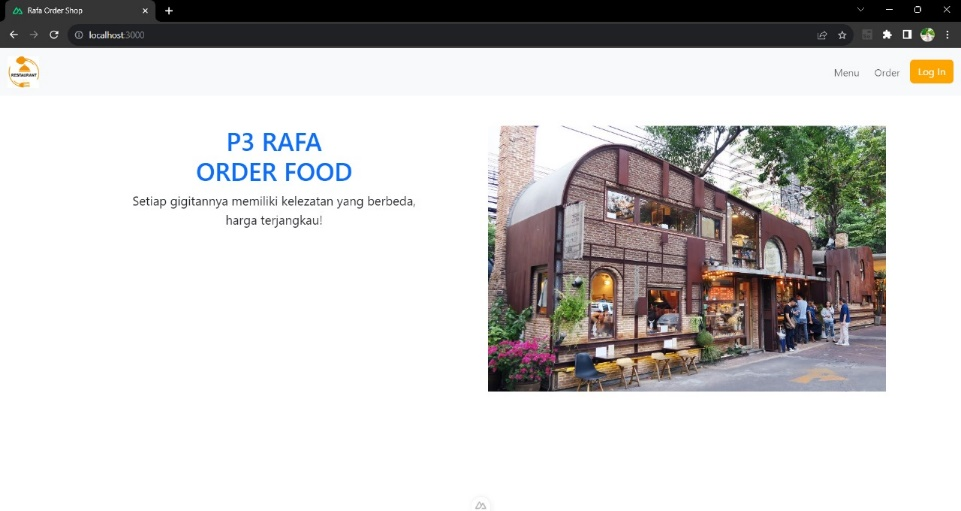 Rafa Order Shop
localhost:3000
RESTAURANT
Menu
Order
Log In
P3 RAFA
ORDER FOOD
Setiap gigitannya memiliki kelezatan yang berbeda,
harga terjangkau!